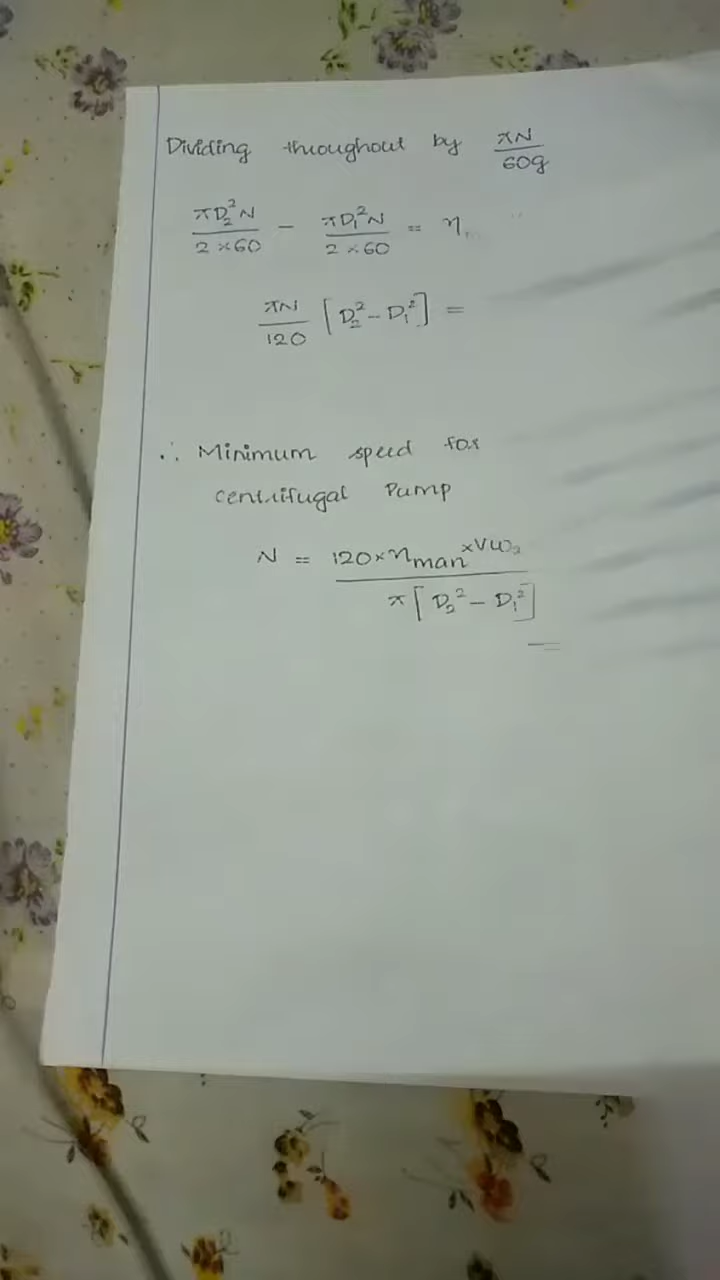 Dividing throughout by πN/60g
πD₂²N/2×60 − πD₁²N/2×60 = η
πN/120 [D₂² − D₁²] =
∴ Minimum speed for
centrifugal Pump
N = 120×ηman×Vω₂/π[D₂² − D₁²]